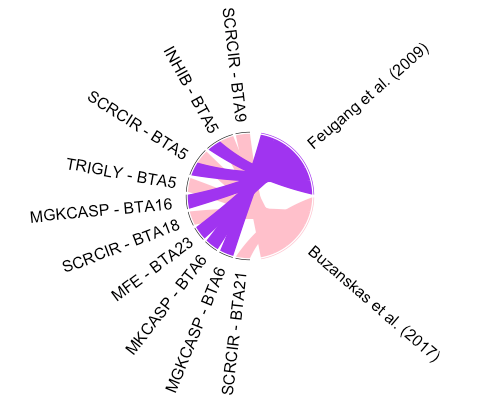 SCRCIR - BTA9
INHIB - BTA5
SCRCIR - BTA5
TRIGLY - BTA5
MGKCASP - BTA16
SCRCIR - BTA18
MFE - BTA23
MKCASP - BTA6
MGKCASP - BTA6
SCRCIR - BTA21
Feugang et al. (2009)
Buzanskas et al. (2017)